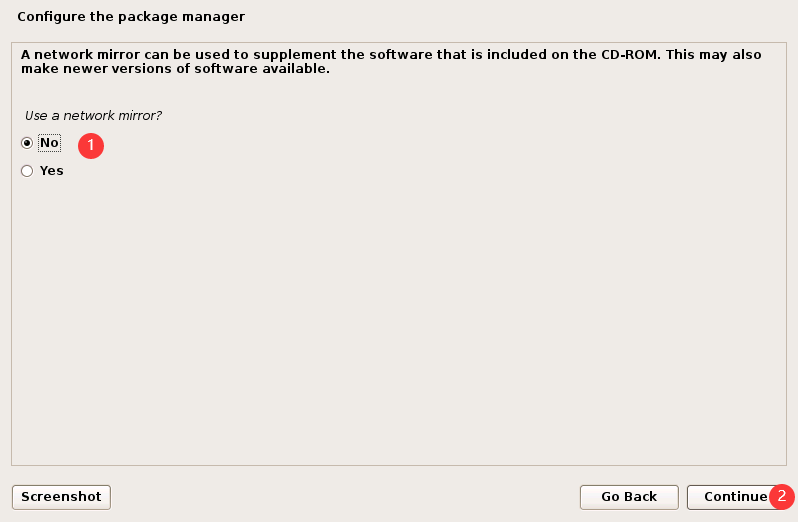 Configure the package manager
A network mirror can be used to supplement the software that is included on the CD-ROM. This may also
make newer versions of software available.
Use a network mirror?
No 1
Yes
Screenshot Go Back Continue 2